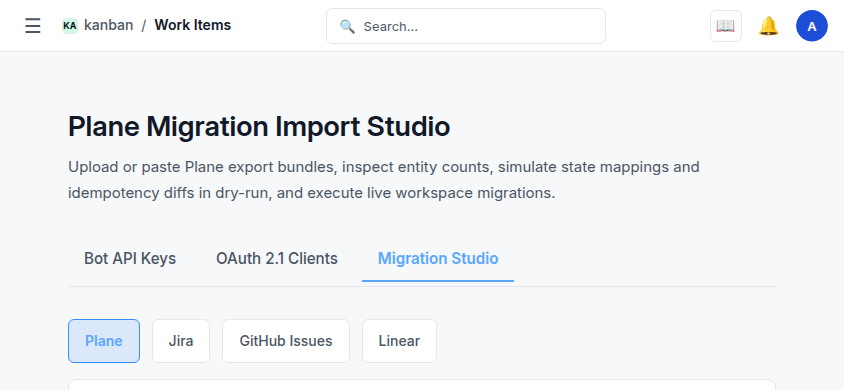 ☰ KA kanban / Work Items
Search...
A
Plane Migration Import Studio
Upload or paste Plane export bundles, inspect entity counts, simulate state mappings and
idempotency diffs in dry-run, and execute live workspace migrations.
Bot API Keys
OAuth 2.1 Clients
Migration Studio
Plane
Jira
GitHub Issues
Linear